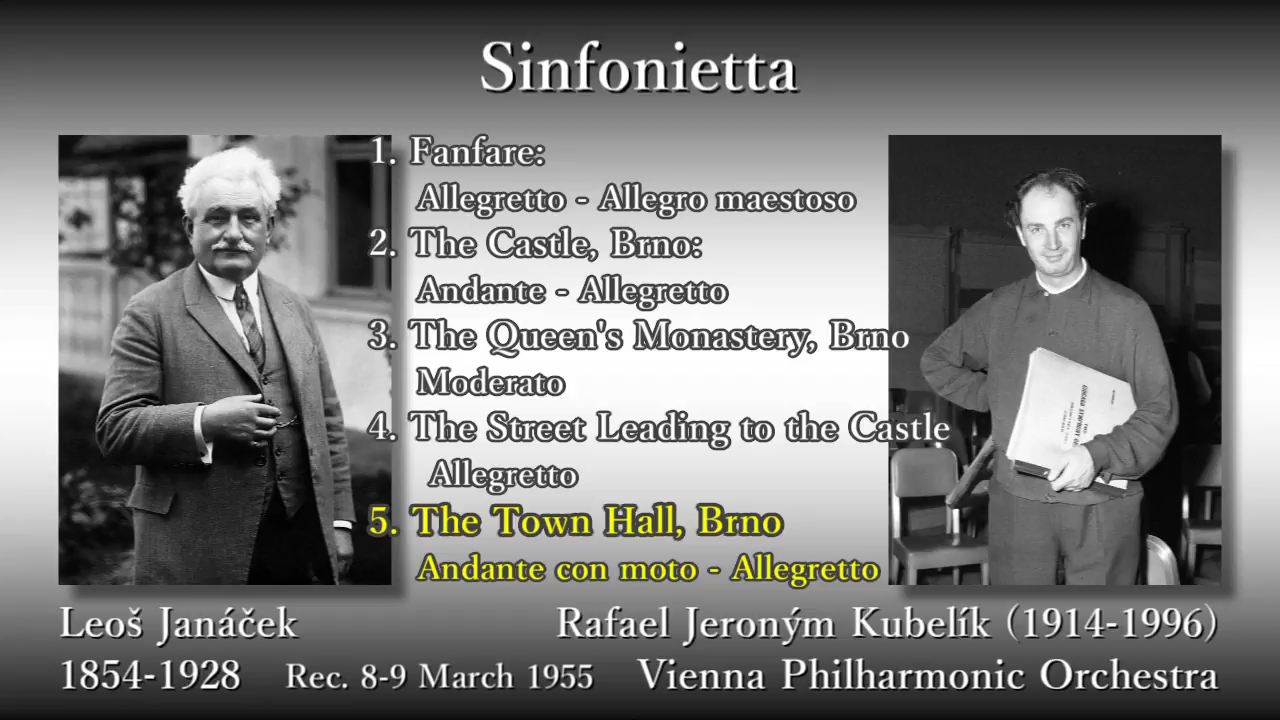 Sinfonietta
1. Fanfare:
Allegretto - Allegro maestoso
2. The Castle, Brno:
Andante - Allegretto
3. The Queen's Monastery, Brno
Moderato
4. The Street Leading to the Castle
Allegretto
5. The Town Hall, Brno
Andante con moto - Allegretto
Leoš Janáček
1854-1928
Rec. 8-9 March 1955
Rafael Jeroným Kubelík (1914-1996)
Vienna Philharmonic Orchestra